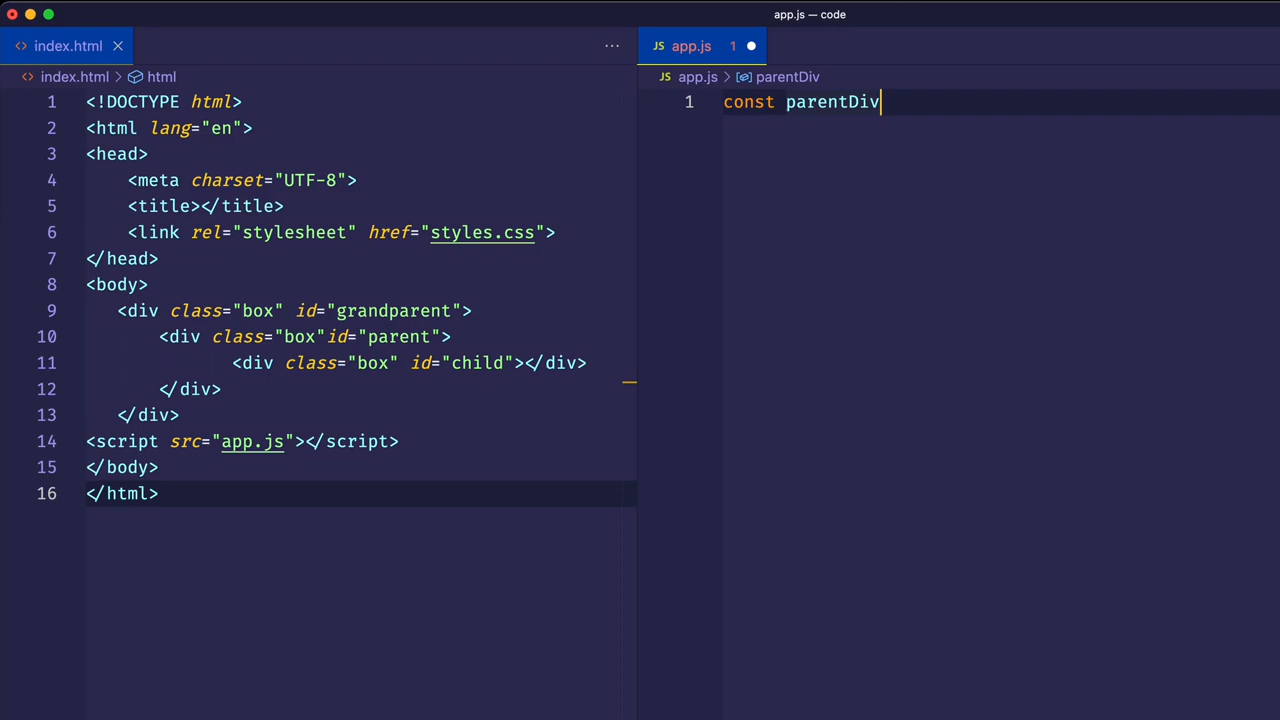 app.js — code
index.html
index.html > html
1 <!DOCTYPE html>
2 <html lang="en">
3 <head>
4 <meta charset="UTF-8">
5 <title></title>
6 <link rel="stylesheet" href="styles.css">
7 </head>
8 <body>
9 <div class="box" id="grandparent">
10 <div class="box"id="parent">
11 <div class="box" id="child"></div>
12 </div>
13 </div>
14 <script src="app.js"></script>
15 </body>
16 </html>
JS app.js 1
JS app.js > parentDiv
1 const parentDiv